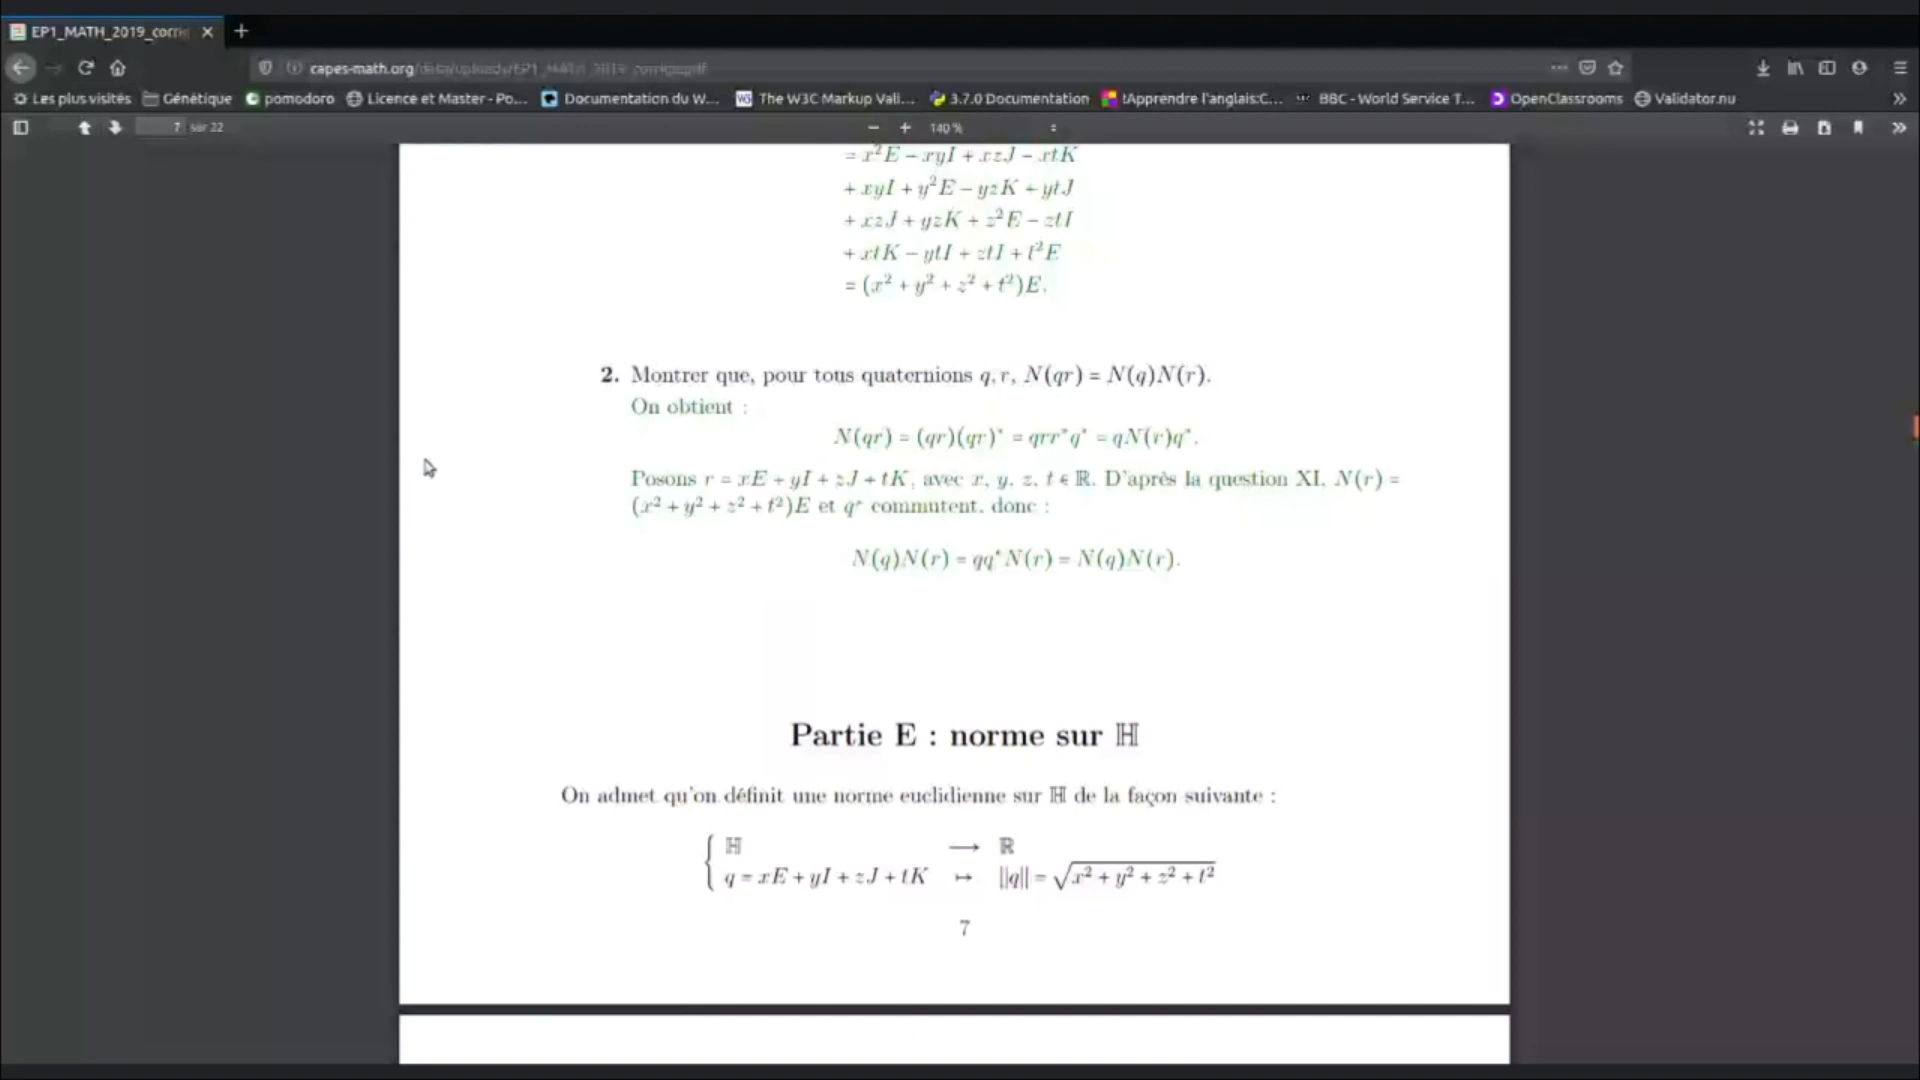 EP1_MATH_2019_corri
capes-math.org/data/uploads/EP1_MATH_2019_corrige.pdf
Les plus visités Génétique pomodoro Licence et Master - Po... Documentation du W... The W3C Markup Vali... 3.7.0 Documentation !Apprendre l'anglais:C... BBC - World Service T... OpenClassrooms Validator.nu
7 sur 22 140 %
= x²E − xyI + xzJ − xtK
+ xyI + y²E − yzK + ytJ
+ xzJ + yzK + z²E − ztI
+ xtK − ytI + ztI + t²E
= (x² + y² + z² + t²)E.
2. Montrer que, pour tous quaternions q, r, N(qr) = N(q)N(r).
On obtient :
N(qr) = (qr)(qr)* = qrr*q* = qN(r)q*.
Posons r = xE + yI + zJ + tK, avec x, y, z, t ∈ ℝ. D'après la question XI, N(r) =
(x² + y² + z² + t²)E et q* commutent, donc :
N(q)N(r) = qq*N(r) = N(q)N(r).
Partie E : norme sur ℍ
On admet qu'on définit une norme euclidienne sur ℍ de la façon suivante :
{ ℍ ⟶ ℝ
q = xE + yI + zJ + tK ↦ ||q|| = √(x² + y² + z² + t²)
7